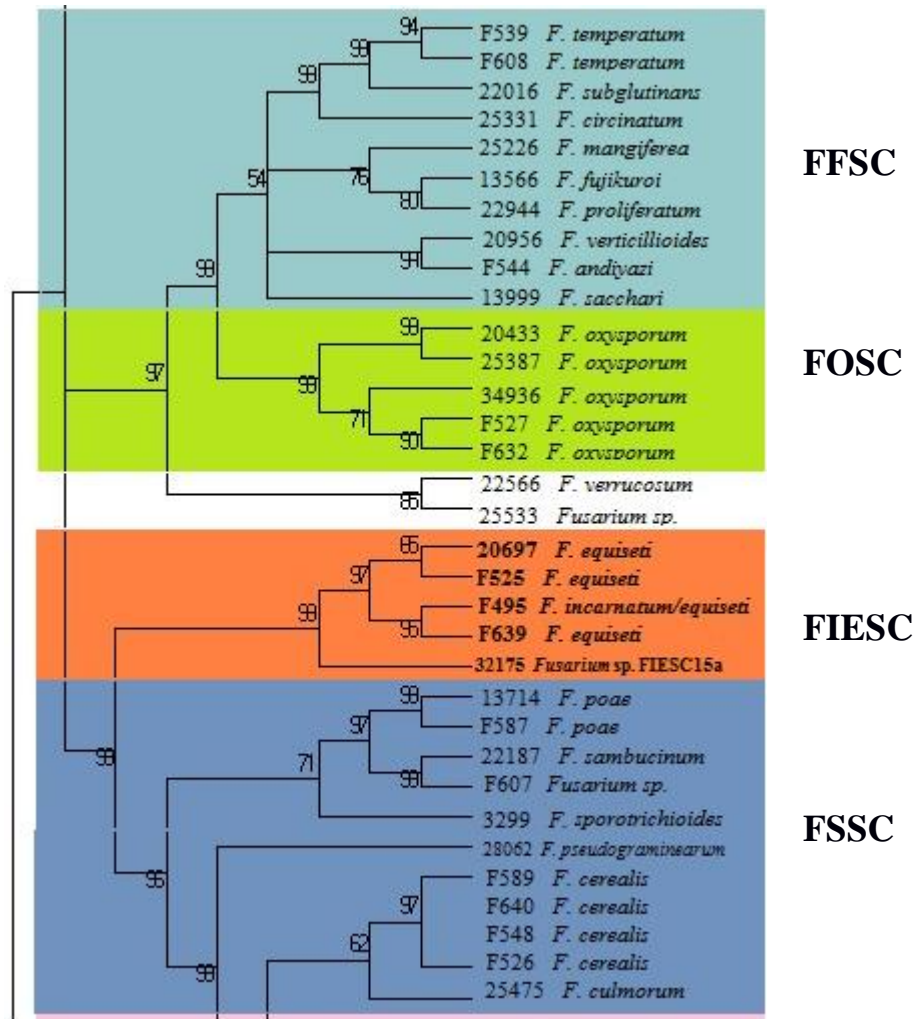 94
F539 F. temperatum
F608 F. temperatum
99
99
22016 F. subglutinans
25331 F. circinatum
25226 F. mangiferea
FFSC
54
76
13566 F. fujikuroi
80
22944 F. proliferatum
20956 F. verticillioides
99
94
F544 F. andiyazi
13999 F. sacchari
99
20433 F. oxysporum
25387 F. oxysporum
FOSC
97
99
34936 F. oxysporum
71
F527 F. oxysporum
90
F632 F. oxysporum
22566 F. verrucosum
25533 Fusarium sp.
20697 F. equiseti
97
F525 F. equiseti
99
F495 F. incarnatum/equiseti
FIESC
F639 F. equiseti
32175 Fusarium sp. FIESC15a
99
13714 F. poae
97
F587 F. poae
71
22187 F. sambucinum
99
99
F607 Fusarium sp.
3299 F. sporotrichioides
FSSC
28062 F. pseudograminearum
F589 F. cerealis
97
F640 F. cerealis
62
F548 F. cerealis
99
F526 F. cerealis
25475 F. culmorum